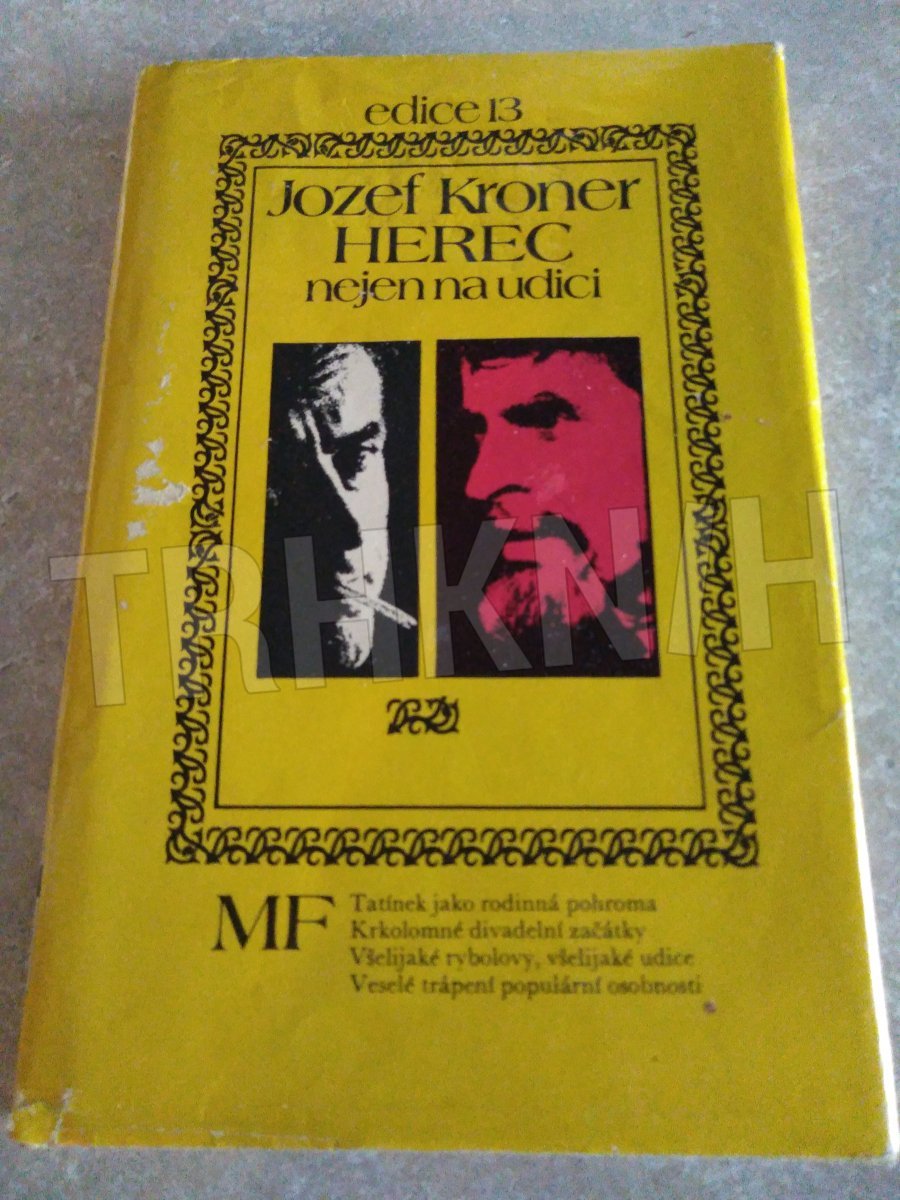 edice 13
Jozef Kroner
HEREC
nejen na udici
TRHKNIH
MF
Tatínek jako rodinná pohroma
Krkolomné divadelní začátky
Všelijaké rybolovy, všelijaké udice
Veselé trápení populární osobnosti